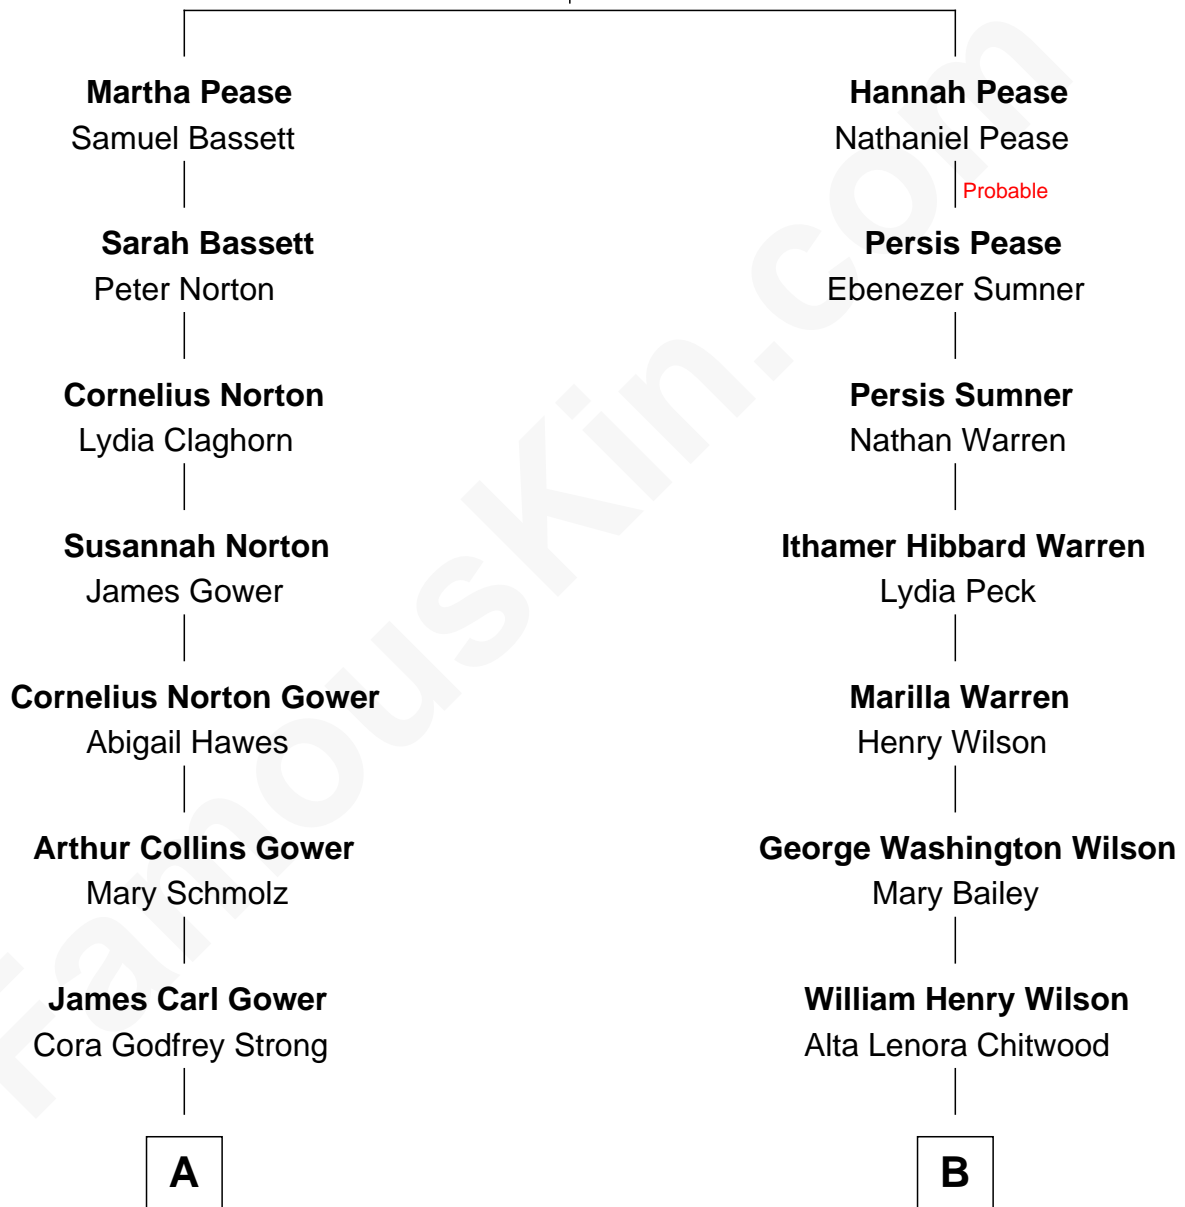 Martha Pease
Samuel Bassett
Sarah Bassett
Peter Norton
Cornelius Norton
Lydia Claghorn
Susannah Norton
James Gower
Cornelius Norton Gower
Abigail Hawes
Arthur Collins Gower
Mary Schmolz
James Carl Gower
Cora Godfrey Strong
A
Hannah Pease
Nathaniel Pease
Probable
Persis Pease
Ebenezer Sumner
Persis Sumner
Nathan Warren
Ithamer Hibbard Warren
Lydia Peck
Marilla Warren
Henry Wilson
George Washington Wilson
Mary Bailey
William Henry Wilson
Alta Lenora Chitwood
B
FamousKin.com